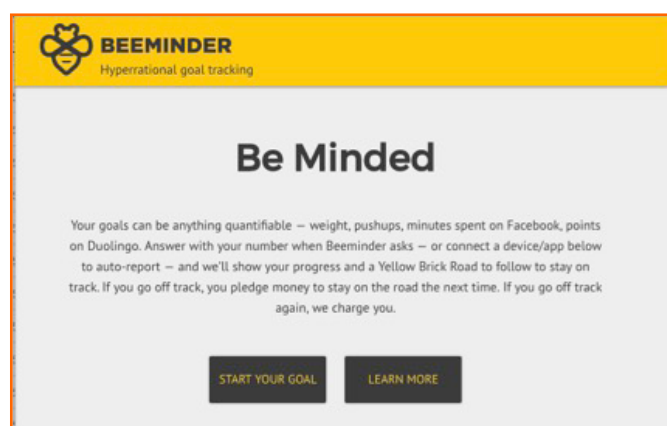 BEEMINDER
Hyperrational goal tracking
Be Minded
Your goals can be anything quantifiable — weight, pushups, minutes spent on Facebook, points
on Duolingo. Answer with your number when Beeminder asks — or connect a device/app below
to auto-report — and we'll show your progress and a Yellow Brick Road to follow to stay on
track. If you go off track, you pledge money to stay on the road the next time. If you go off track
again, we charge you.
START YOUR GOAL
LEARN MORE